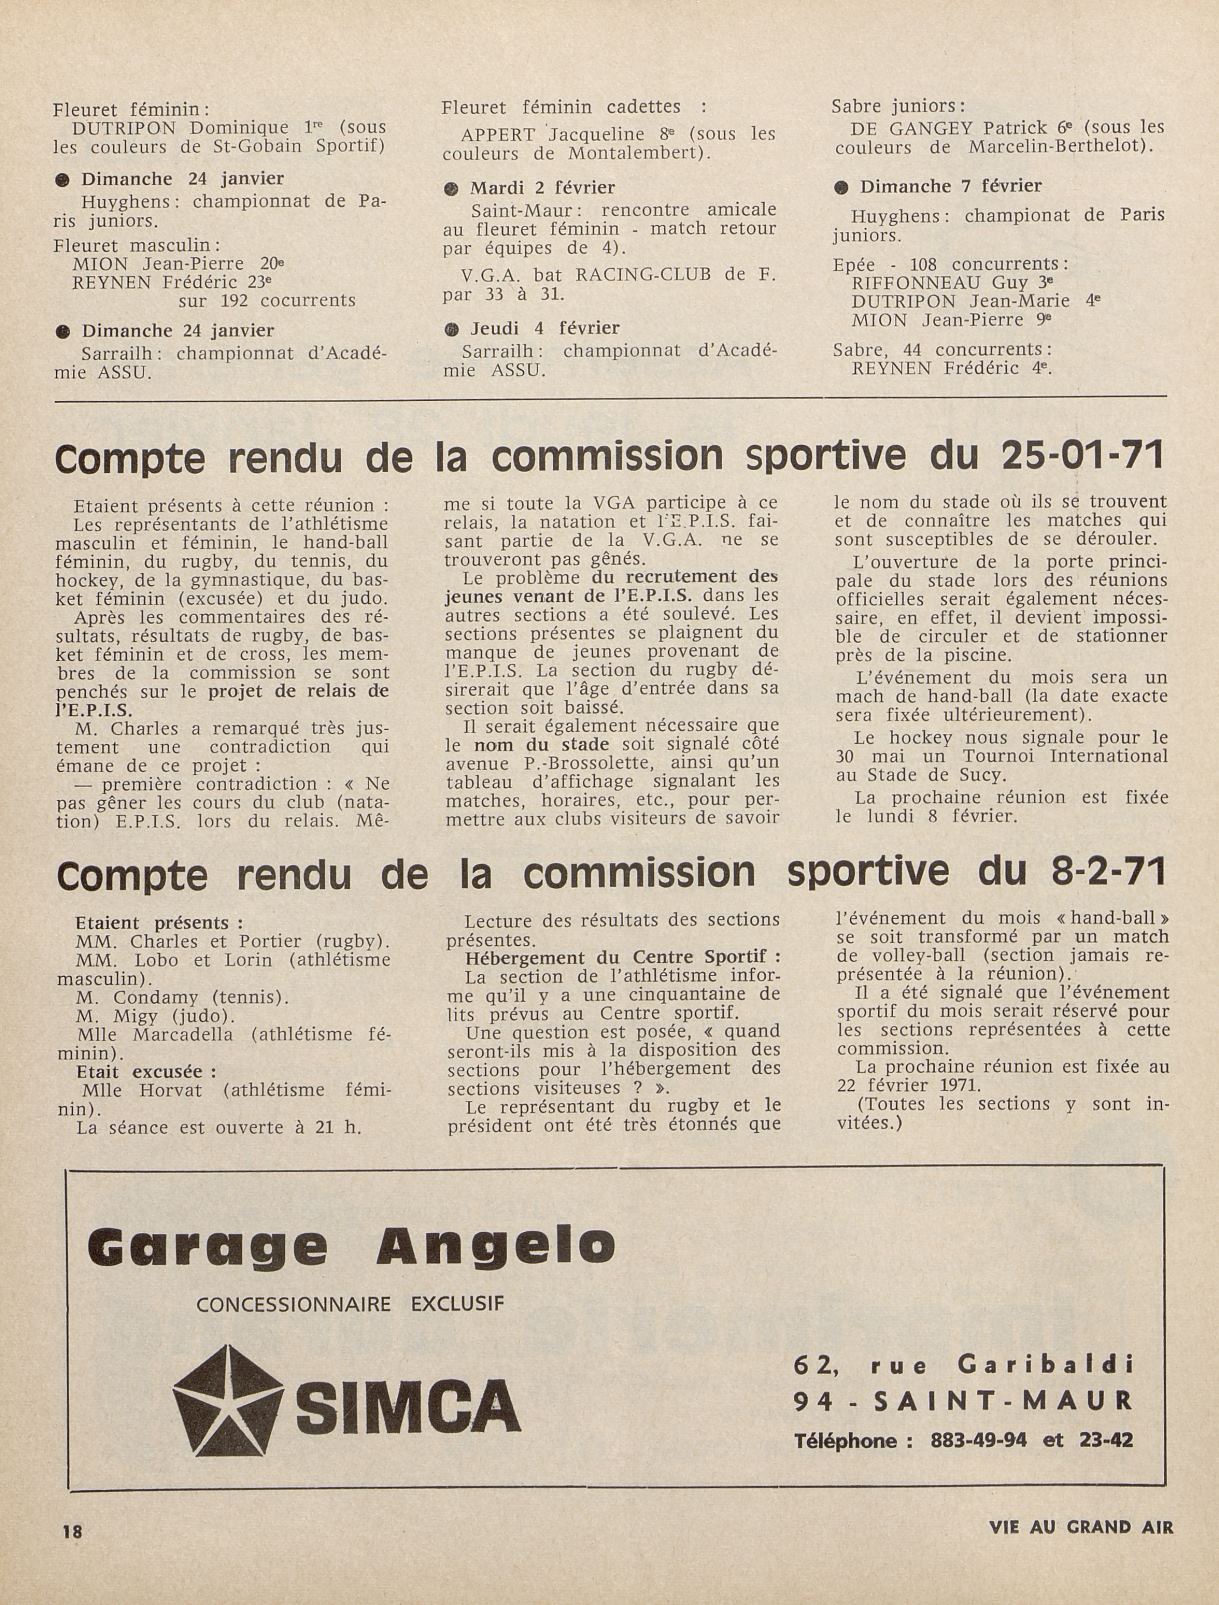 Fleuret féminin :
DUTRIPON Dominique 1re (sous
les couleurs de St-Gobain Sportif)
● Dimanche 24 janvier
Huyghens : championnat de Pa-
ris juniors.
Fleuret masculin :
MION Jean-Pierre 20e
REYNEN Frédéric 23e
sur 192 cocurrents
● Dimanche 24 janvier
Sarrailh : championnat d'Acadé-
mie ASSU.
Fleuret féminin cadettes :
APPERT Jacqueline 8e (sous les
couleurs de Montalembert).
● Mardi 2 février
Saint-Maur : rencontre amicale
au fleuret féminin - match retour
par équipes de 4).
V.G.A. bat RACING-CLUB de F.
par 33 à 31.
● Jeudi 4 février
Sarrailh : championnat d'Acadé-
mie ASSU.
Sabre juniors :
DE GANGEY Patrick 6e (sous les
couleurs de Marcelin-Berthelot).
● Dimanche 7 février
Huyghens : championat de Paris
juniors.
Epée - 108 concurrents :
RIFFONNEAU Guy 3e
DUTRIPON Jean-Marie 4e
MION Jean-Pierre 9e
Sabre, 44 concurrents :
REYNEN Frédéric 4e.
Compte rendu de la commission sportive du 25-01-71
Etaient présents à cette réunion :
Les représentants de l'athlétisme
masculin et féminin, le hand-ball
féminin, du rugby, du tennis, du
hockey, de la gymnastique, du bas-
ket féminin (excusée) et du judo.
Après les commentaires des ré-
sultats, résultats de rugby, de bas-
ket féminin et de cross, les mem-
bres de la commission se sont
penchés sur le projet de relais de
l'E.P.I.S.
M. Charles a remarqué très jus-
tement une contradiction qui
émane de ce projet :
— première contradiction : « Ne
pas gêner les cours du club (nata-
tion) E.P.I.S. lors du relais. Mê-
me si toute la VGA participe à ce
relais, la natation et l'E.P.I.S. fai-
sant partie de la V.G.A. ne se
trouveront pas gênés.
Le problème du recrutement des
jeunes venant de l'E.P.I.S. dans les
autres sections a été soulevé. Les
sections présentes se plaignent du
manque de jeunes provenant de
l'E.P.I.S. La section du rugby dé-
sirerait que l'âge d'entrée dans sa
section soit baissé.
Il serait également nécessaire que
le nom du stade soit signalé côté
avenue P.-Brossolette, ainsi qu'un
tableau d'affichage signalant les
matches, horaires, etc., pour per-
mettre aux clubs visiteurs de savoir
le nom du stade où ils se trouvent
et de connaître les matches qui
sont susceptibles de se dérouler.
L'ouverture de la porte princi-
pale du stade lors des réunions
officielles serait également néces-
saire, en effet, il devient impossi-
ble de circuler et de stationner
près de la piscine.
L'événement du mois sera un
mach de hand-ball (la date exacte
sera fixée ultérieurement).
Le hockey nous signale pour le
30 mai un Tournoi International
au Stade de Sucy.
La prochaine réunion est fixée
le lundi 8 février.
Compte rendu de la commission sportive du 8-2-71
Etaient présents :
MM. Charles et Portier (rugby).
MM. Lobo et Lorin (athlétisme
masculin).
M. Condamy (tennis).
M. Migy (judo).
Mlle Marcadella (athlétisme fé-
minin).
Etait excusée :
Mlle Horvat (athlétisme fémi-
nin).
La séance est ouverte à 21 h.
Lecture des résultats des sections
présentes.
Hébergement du Centre Sportif :
La section de l'athlétisme infor-
me qu'il y a une cinquantaine de
lits prévus au Centre sportif.
Une question est posée, « quand
seront-ils mis à la disposition des
sections pour l'hébergement des
sections visiteuses ? ».
Le représentant du rugby et le
président ont été très étonnés que
l'événement du mois « hand-ball »
se soit transformé par un match
de volley-ball (section jamais re-
présentée à la réunion).
Il a été signalé que l'événement
sportif du mois serait réservé pour
les sections représentées à cette
commission.
La prochaine réunion est fixée au
22 février 1971.
(Toutes les sections y sont in-
vitées.)
Garage Angelo
CONCESSIONNAIRE EXCLUSIF
SIMCA
62, rue Garibaldi
94 - SAINT-MAUR
Téléphone : 883-49-94 et 23-42
18
VIE AU GRAND AIR